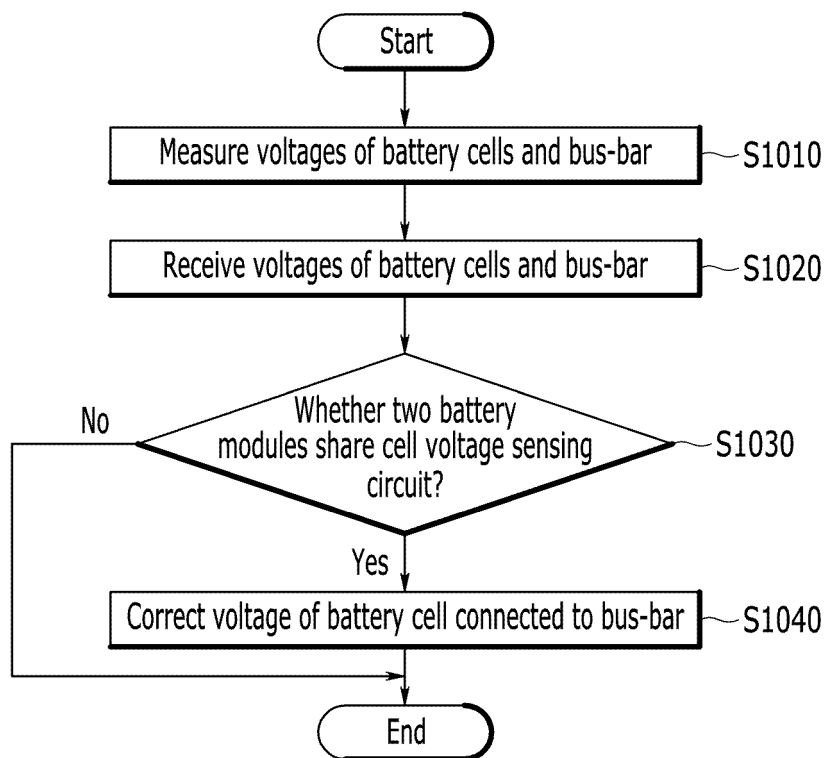 Start
Measure voltages of battery cells and bus-bar
S1010
Receive voltages of battery cells and bus-bar
S1020
Whether two battery
modules share cell voltage sensing
circuit?
S1030
No
Yes
Correct voltage of battery cell connected to bus-bar
S1040
End